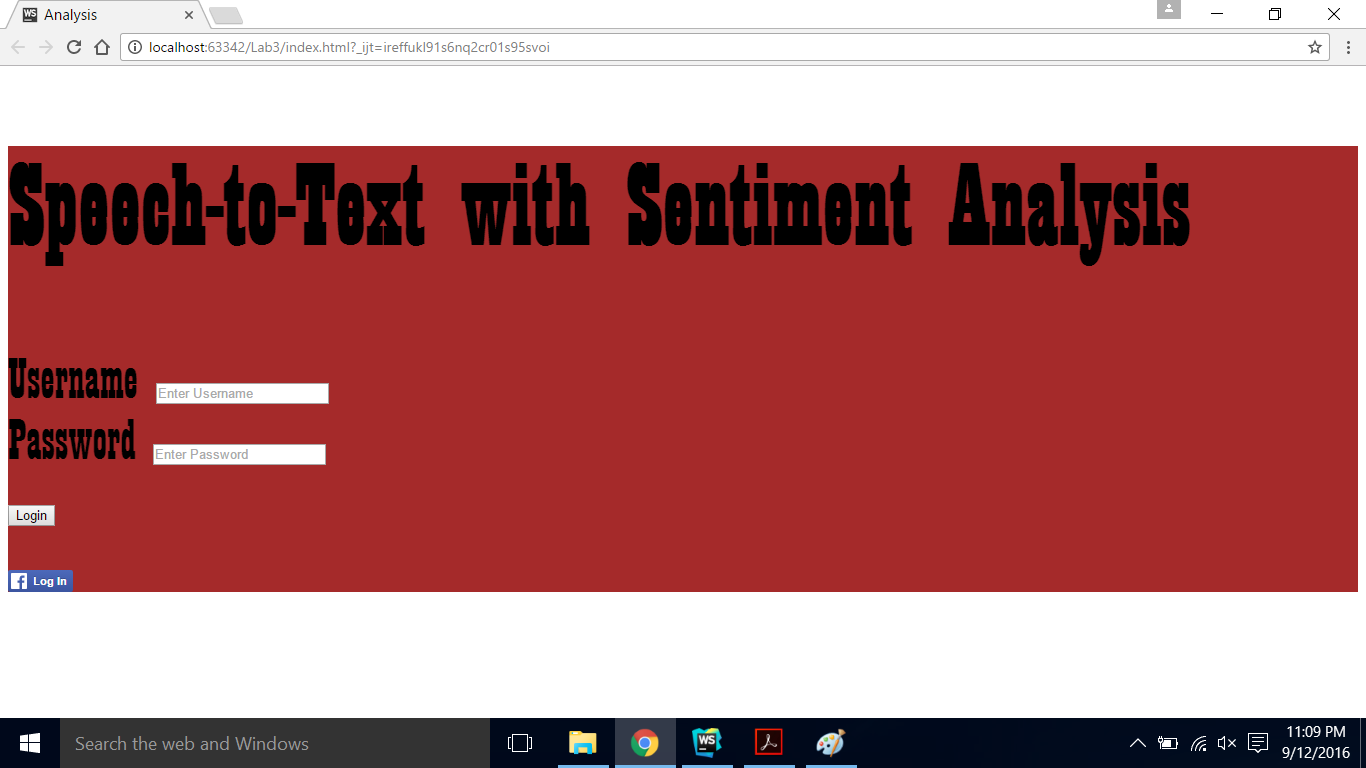 WS Analysis
localhost:63342/Lab3/index.html?_ijt=ireffukl91s6nq2cr01s95svoi
Speech-to-Text with Sentiment Analysis
Username Enter Username
Password Enter Password
Login
f Log In
Search the web and Windows
WS
11:09 PM
9/12/2016